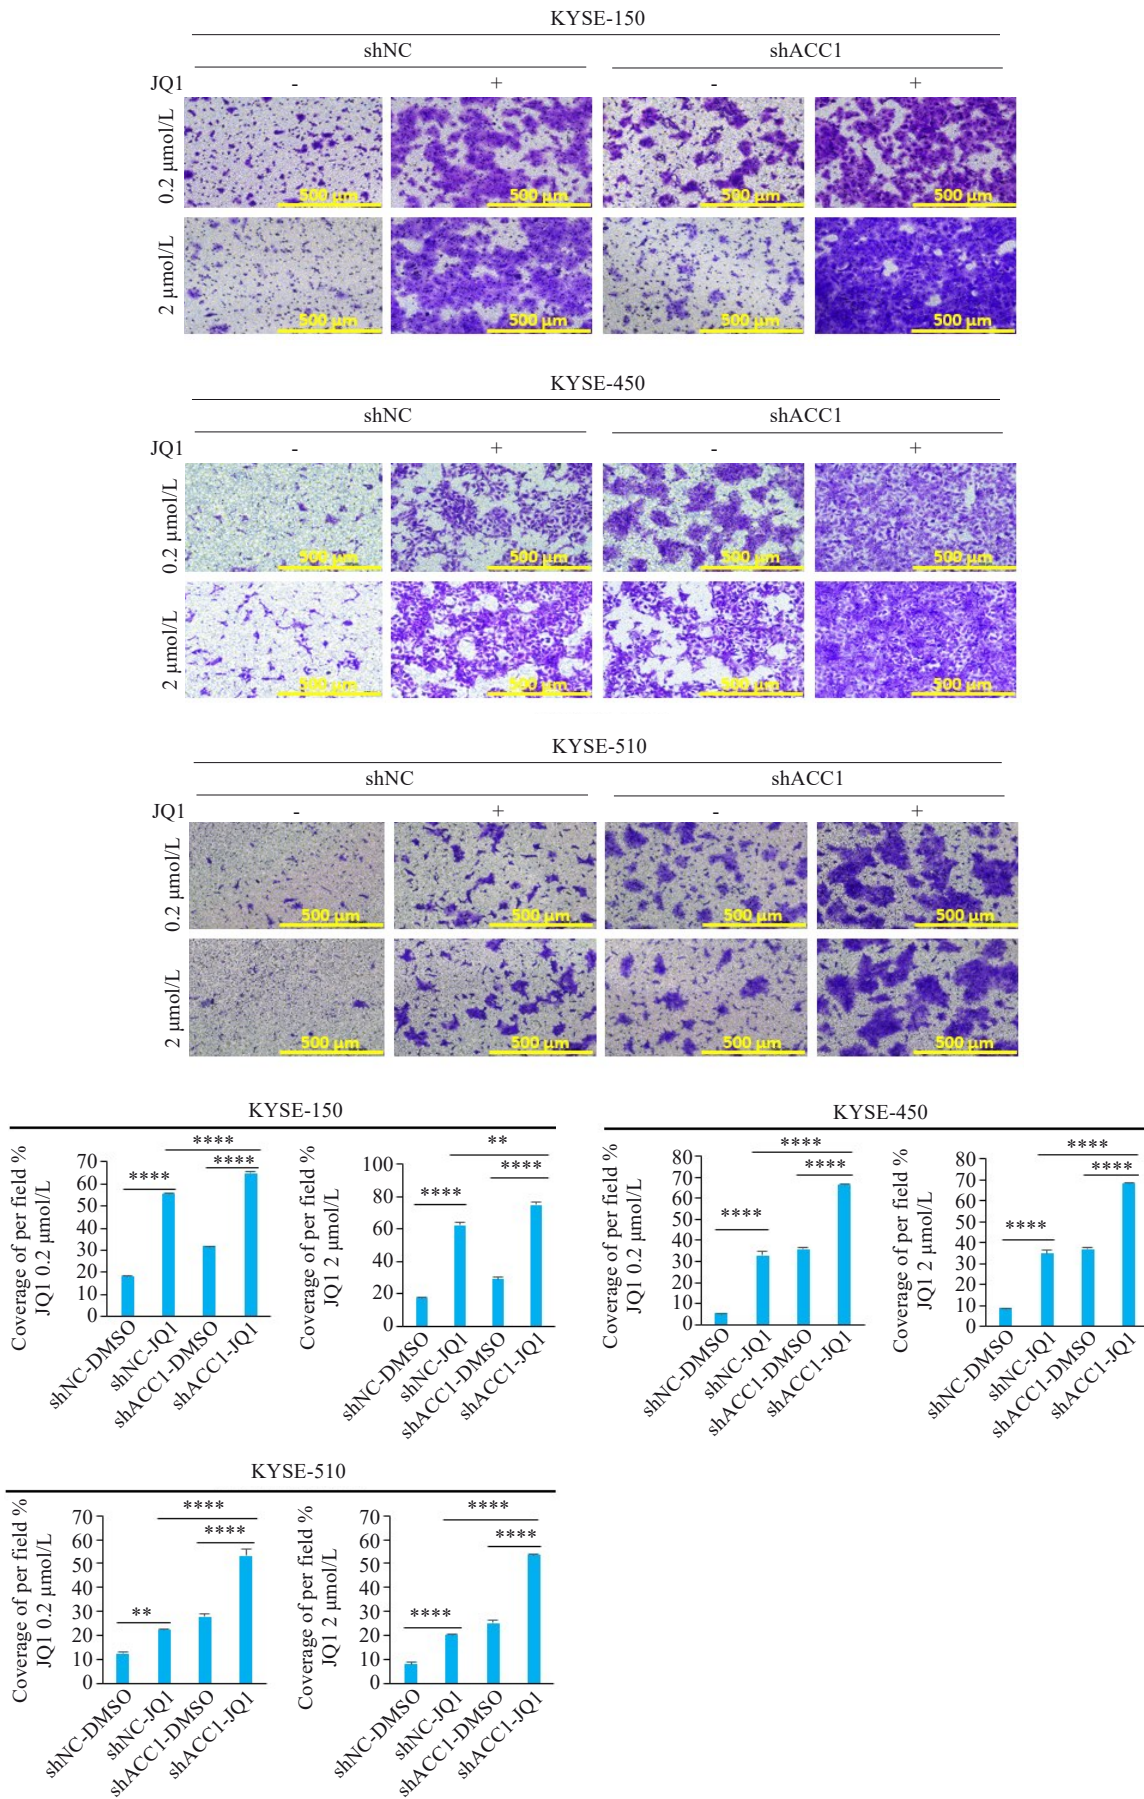 KYSE-150
shNC shACC1
JQ1 - + - +
0.2 µmol/L
500 µm 500 µm 500 µm 500 µm
2 µmol/L
500 µm 500 µm 500 µm 500 µm
KYSE-450
shNC shACC1
JQ1 - + - +
0.2 µmol/L
500 µm 500 µm 500 µm 500 µm
2 µmol/L
500 µm 500 µm 500 µm 500 µm
KYSE-510
shNC shACC1
JQ1 - + - +
0.2 µmol/L
500 µm 500 µm 500 µm 500 µm
2 µmol/L
500 µm 500 µm 500 µm 500 µm
KYSE-150
Coverage of per field %
JQ1 0.2 µmol/L
70
60
50
40
30
20
10
0
****
****
****
shNC-DMSO
shNC-JQ1
shACC1-DMSO
shACC1-JQ1
Coverage of per field %
JQ1 2 µmol/L
100
80
60
40
20
0
****
**
****
shNC-DMSO
shNC-JQ1
shACC1-DMSO
shACC1-JQ1
KYSE-450
Coverage of per field %
JQ1 0.2 µmol/L
80
70
60
50
40
30
20
10
0
****
****
****
shNC-DMSO
shNC-JQ1
shACC1-DMSO
shACC1-JQ1
Coverage of per field %
JQ1 2 µmol/L
80
70
60
50
40
30
20
10
0
****
****
****
shNC-DMSO
shNC-JQ1
shACC1-DMSO
shACC1-JQ1
KYSE-510
Coverage of per field %
JQ1 0.2 µmol/L
70
60
50
40
30
20
10
0
**
****
****
shNC-DMSO
shNC-JQ1
shACC1-DMSO
shACC1-JQ1
Coverage of per field %
JQ1 2 µmol/L
70
60
50
40
30
20
10
0
****
****
****
shNC-DMSO
shNC-JQ1
shACC1-DMSO
shACC1-JQ1